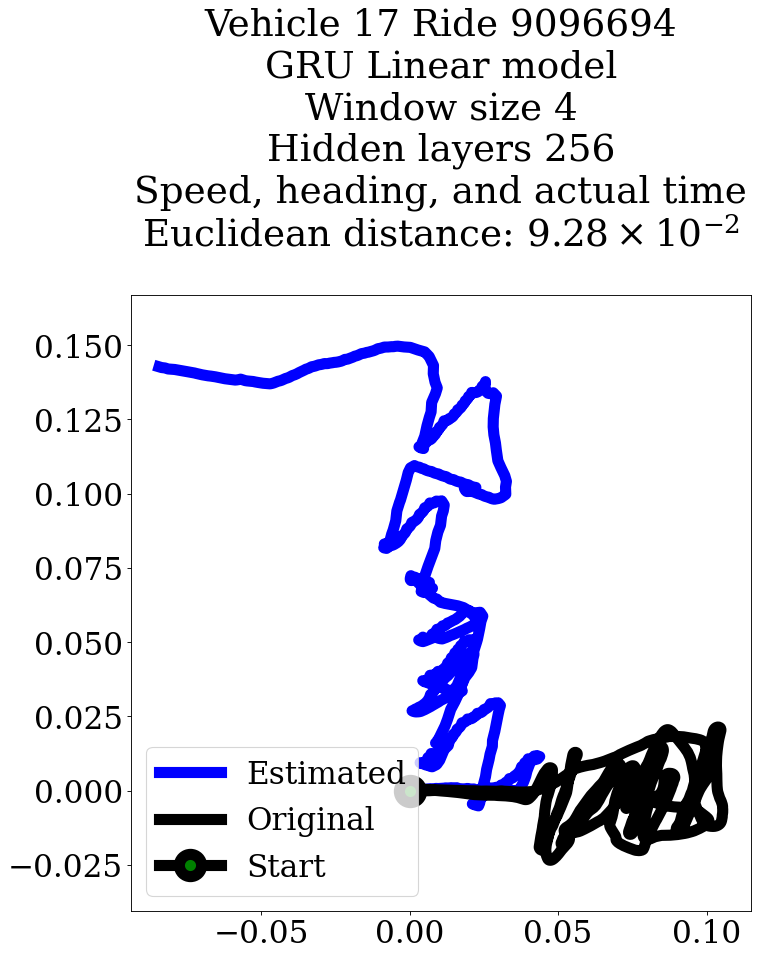 Vehicle 17 Ride 9096694
GRU Linear model
Window size 4
Hidden layers 256
Speed, heading, and actual time
Euclidean distance: 9.28 × 10⁻²
0.150
0.125
0.100
0.075
0.050
0.025
0.000
−0.025
Estimated
Original
Start
−0.05
0.00
0.05
0.10